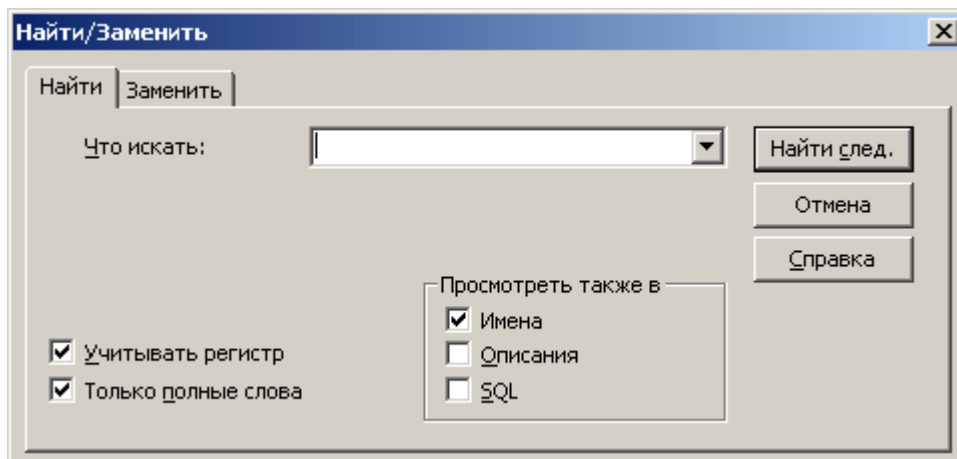 Найти/Заменить
Найти Заменить
Что искать:
Найти след.
Отмена
Справка
Просмотреть также в
Имена
Учитывать регистр
Описания
Только полные слова
SQL